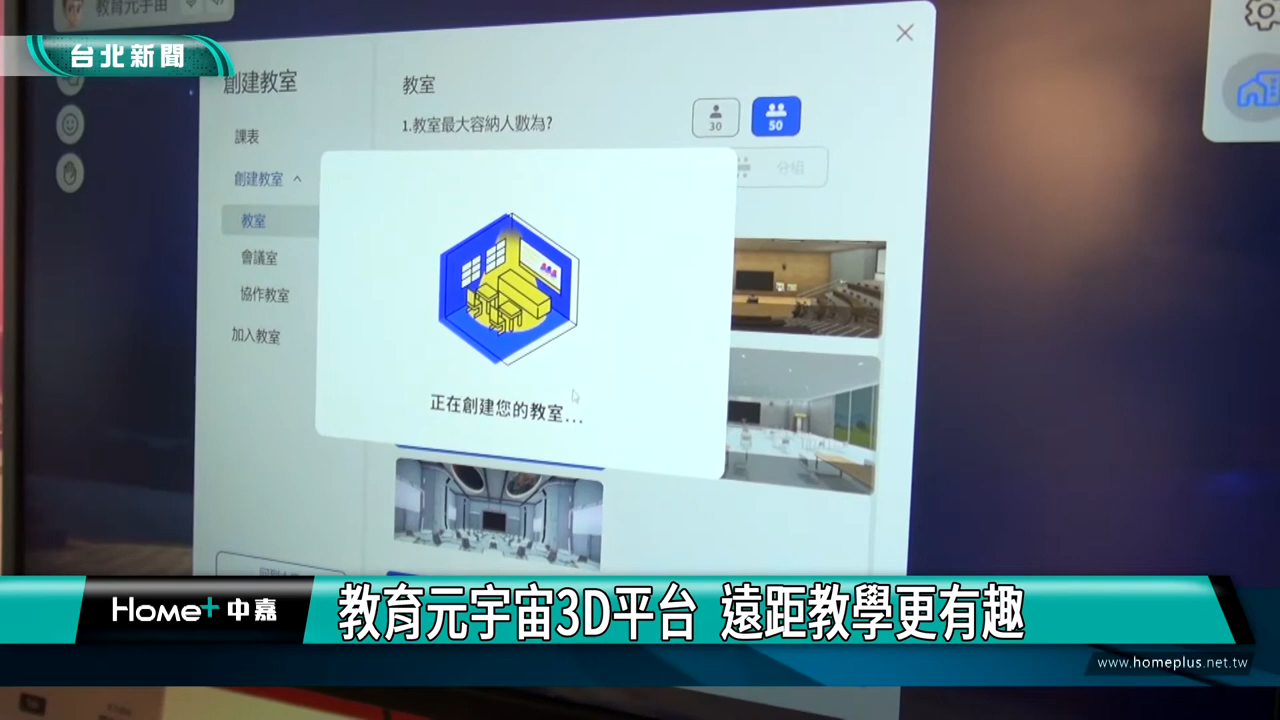 教育元宇宙
台北新聞
創建教室
課表
創建教室
教室
會議室
協作教室
加入教室
教室
1.教室最大容納人數為?
30
50
分組
正在創建您的教室...
Home+中嘉
教育元宇宙3D平台 遠距教學更有趣
www.homeplus.net.tw